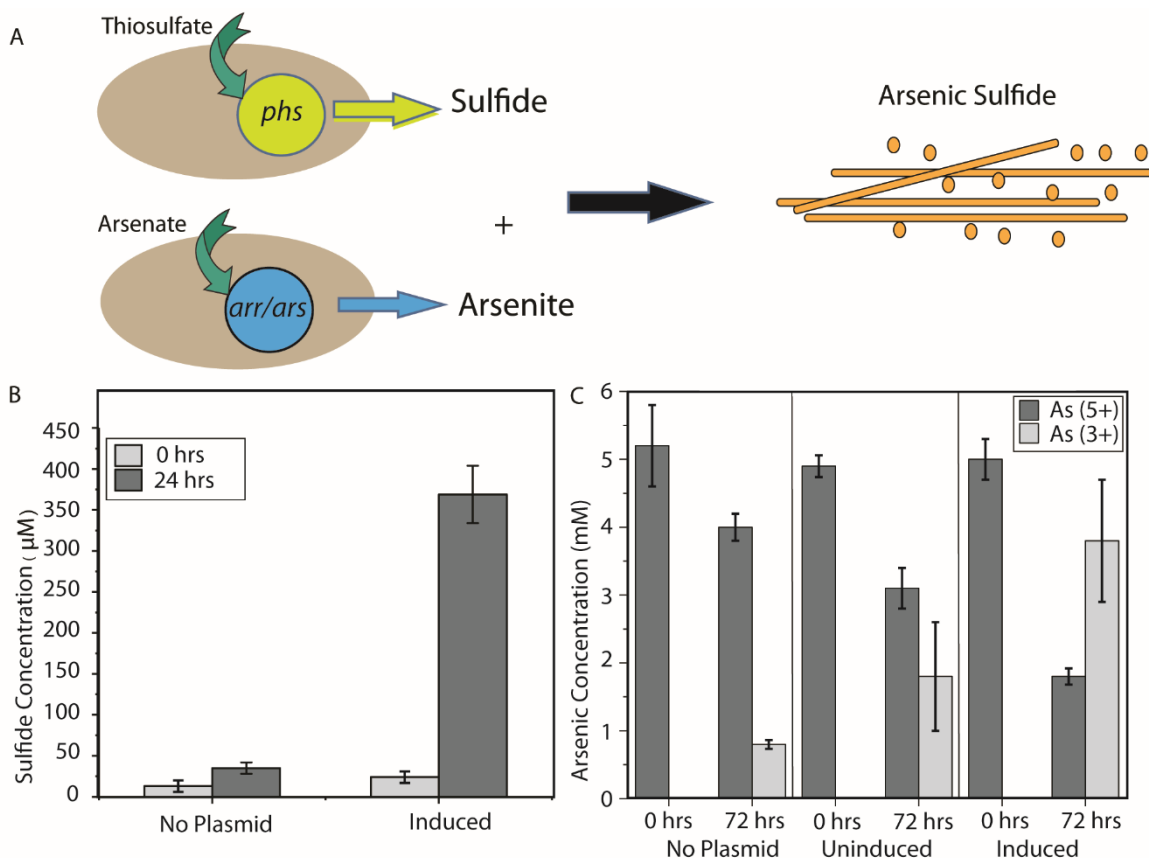 A
Thiosulfate
phs
Sulfide
Arsenate
arr/ars
Arsenite
+
Arsenic Sulfide
B
Sulfide Concentration (µM)
450
400
350
300
250
200
150
100
50
0
0 hrs
24 hrs
No Plasmid
Induced
C
Arsenic Concentration (mM)
6
5
4
3
2
1
0
As (5+)
As (3+)
0 hrs 72 hrs 0 hrs 72 hrs 0 hrs 72 hrs
No Plasmid Uninduced Induced